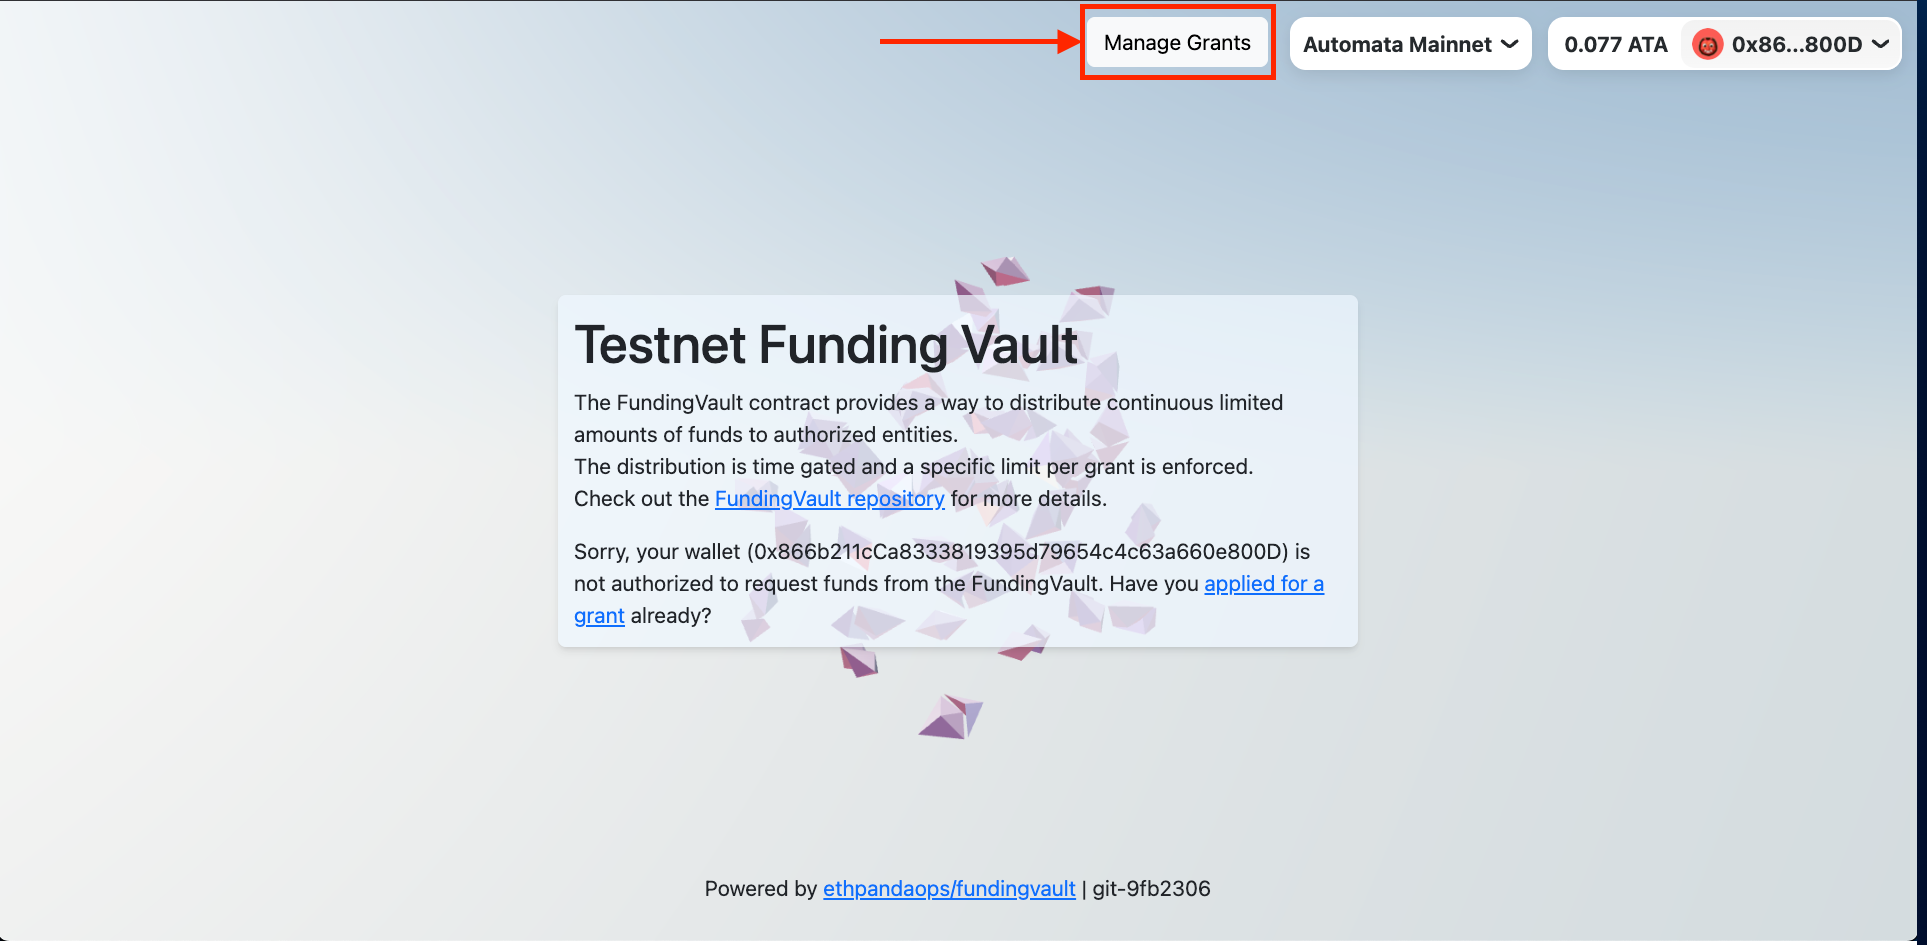 Manage Grants
Automata Mainnet
0.077 ATA
0x86...800D
Testnet Funding Vault
The FundingVault contract provides a way to distribute continuous limited
amounts of funds to authorized entities.
The distribution is time gated and a specific limit per grant is enforced.
Check out the FundingVault repository for more details.
Sorry, your wallet (0x866b211cCa8333819395d79654c4c63a660e800D) is
not authorized to request funds from the FundingVault. Have you applied for a
grant already?
Powered by ethpandaops/fundingvault | git-9fb2306